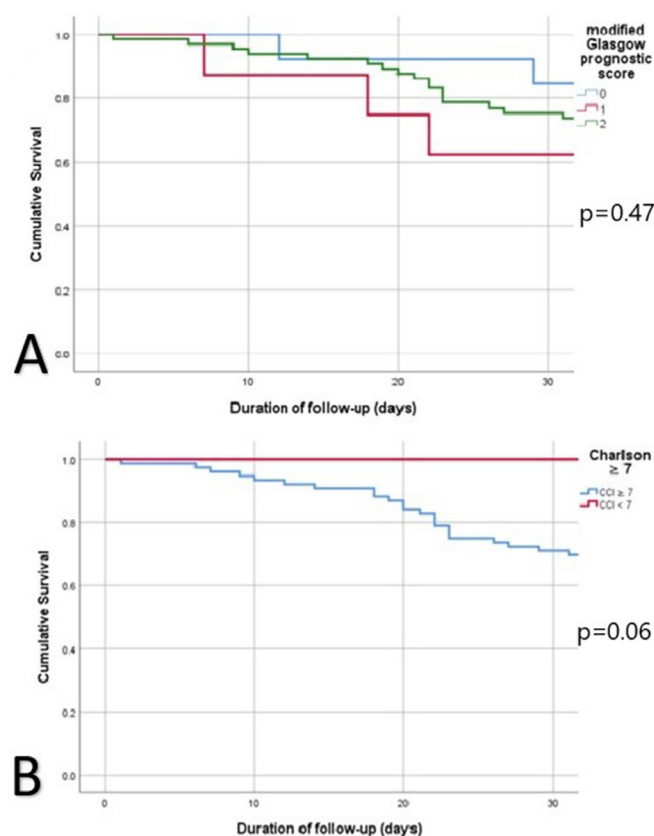 modified
Glasgow
prognostic
score
0
1
2
1.0
0.8
0.6
0.4
0.2
0.0
Cumulative Survival
p=0.47
A
0 10 20 30
Duration of follow-up (days)
Charlson
≥ 7
CCI ≥ 7
CCI < 7
1.0
0.8
0.6
0.4
0.2
0.0
Cumulative Survival
p=0.06
B
0 10 20 30
Duration of follow-up (days)